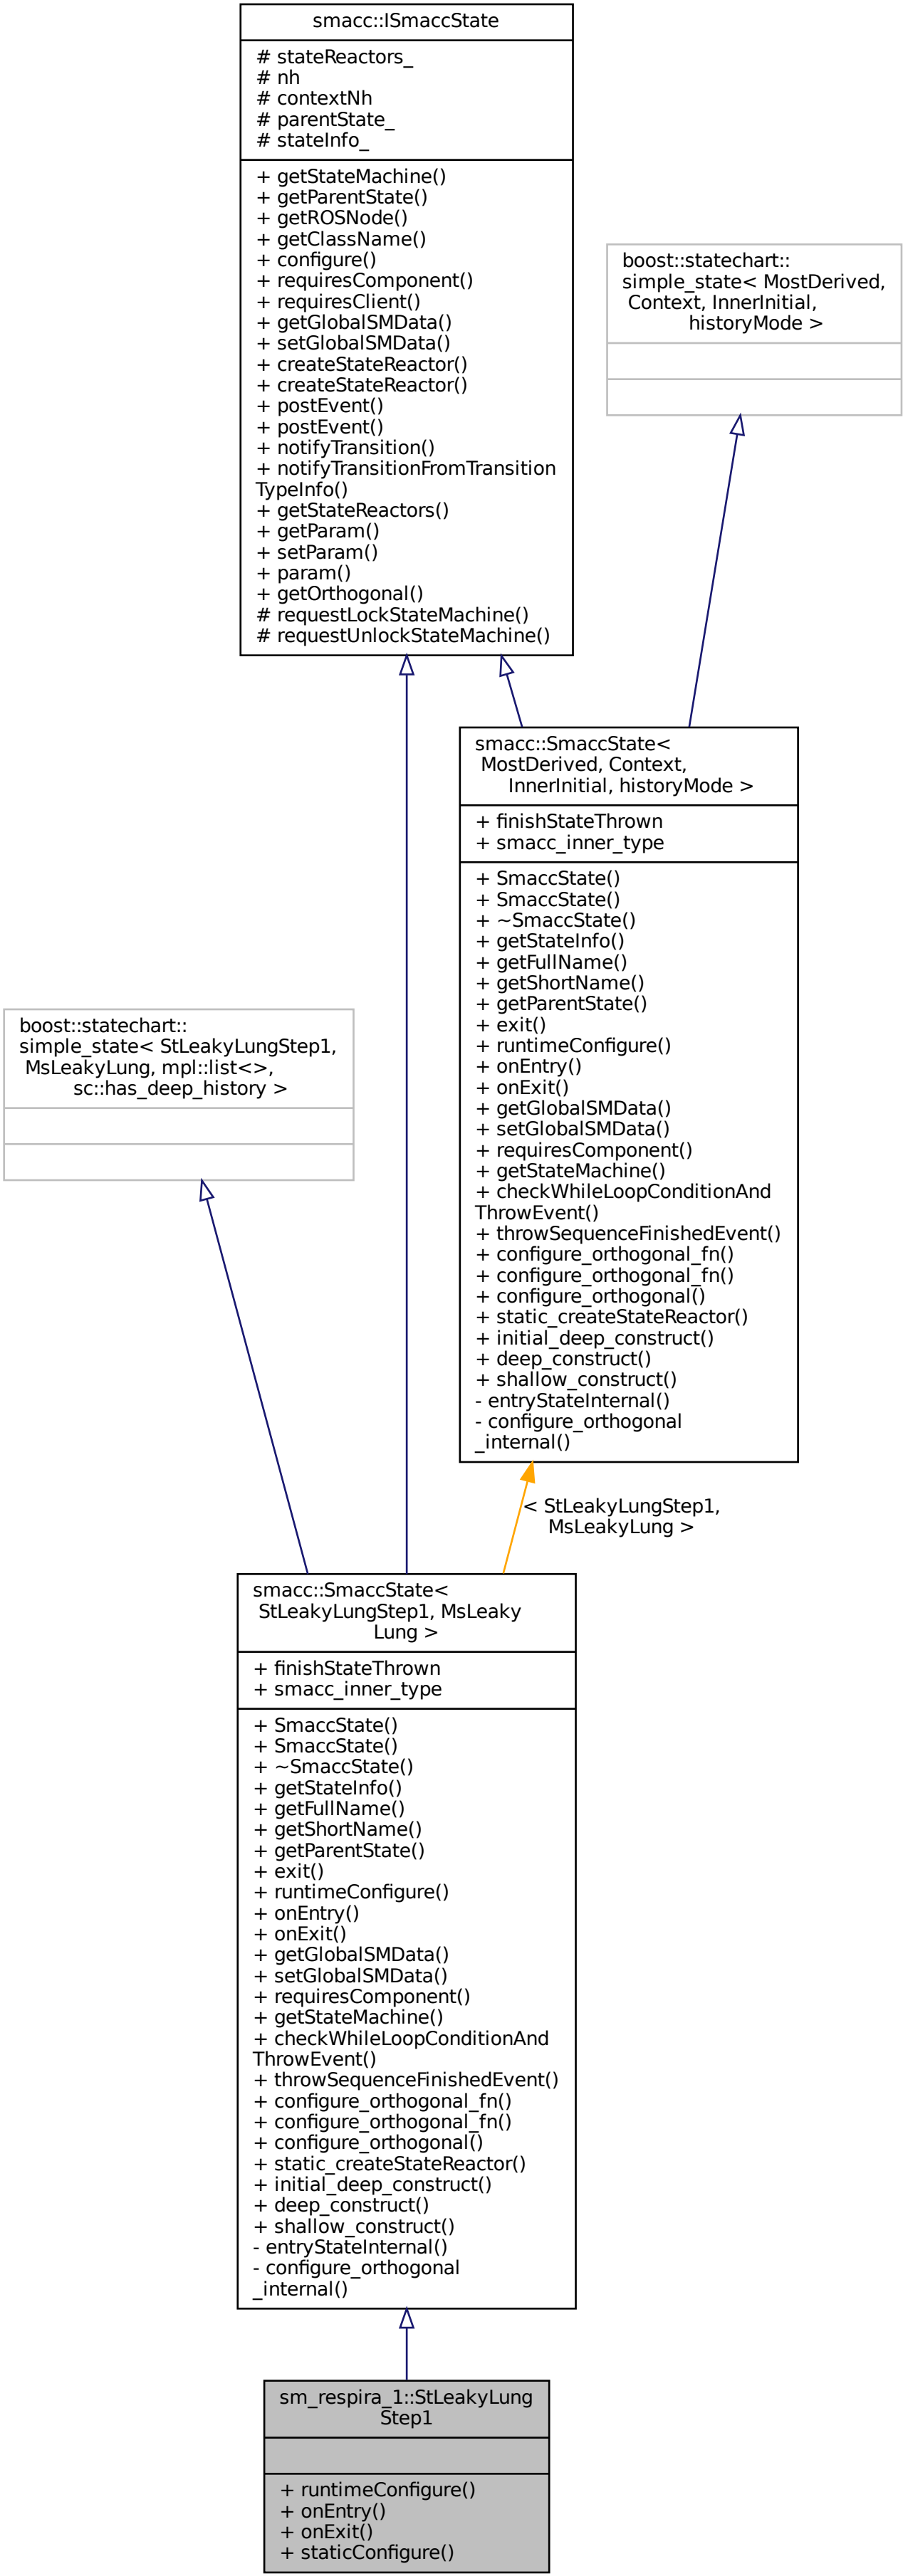 smacc::ISmaccState
# stateReactors_
# nh
# contextNh
# parentState_
# stateInfo_
+ getStateMachine()
+ getParentState()
+ getROSNode()
+ getClassName()
+ configure()
+ requiresComponent()
+ requiresClient()
+ getGlobalSMData()
+ setGlobalSMData()
+ createStateReactor()
+ createStateReactor()
+ postEvent()
+ postEvent()
+ notifyTransition()
+ notifyTransitionFromTransition
TypeInfo()
+ getStateReactors()
+ getParam()
+ setParam()
+ param()
+ getOrthogonal()
# requestLockStateMachine()
# requestUnlockStateMachine()
boost::statechart::
simple_state< MostDerived,
Context, InnerInitial,
historyMode >
smacc::SmaccState<
MostDerived, Context,
InnerInitial, historyMode >
+ finishStateThrown
+ smacc_inner_type
+ SmaccState()
+ SmaccState()
+ ~SmaccState()
+ getStateInfo()
+ getFullName()
+ getShortName()
+ getParentState()
+ exit()
+ runtimeConfigure()
+ onEntry()
+ onExit()
+ getGlobalSMData()
+ setGlobalSMData()
+ requiresComponent()
+ getStateMachine()
+ checkWhileLoopConditionAnd
ThrowEvent()
+ throwSequenceFinishedEvent()
+ configure_orthogonal_fn()
+ configure_orthogonal_fn()
+ configure_orthogonal()
+ static_createStateReactor()
+ initial_deep_construct()
+ deep_construct()
+ shallow_construct()
- entryStateInternal()
- configure_orthogonal
_internal()
boost::statechart::
simple_state< StLeakyLungStep1,
MsLeakyLung, mpl::list<>,
sc::has_deep_history >
< StLeakyLungStep1,
MsLeakyLung >
smacc::SmaccState<
StLeakyLungStep1, MsLeaky
Lung >
+ finishStateThrown
+ smacc_inner_type
+ SmaccState()
+ SmaccState()
+ ~SmaccState()
+ getStateInfo()
+ getFullName()
+ getShortName()
+ getParentState()
+ exit()
+ runtimeConfigure()
+ onEntry()
+ onExit()
+ getGlobalSMData()
+ setGlobalSMData()
+ requiresComponent()
+ getStateMachine()
+ checkWhileLoopConditionAnd
ThrowEvent()
+ throwSequenceFinishedEvent()
+ configure_orthogonal_fn()
+ configure_orthogonal_fn()
+ configure_orthogonal()
+ static_createStateReactor()
+ initial_deep_construct()
+ deep_construct()
+ shallow_construct()
- entryStateInternal()
- configure_orthogonal
_internal()
sm_respira_1::StLeakyLung
Step1
+ runtimeConfigure()
+ onEntry()
+ onExit()
+ staticConfigure()